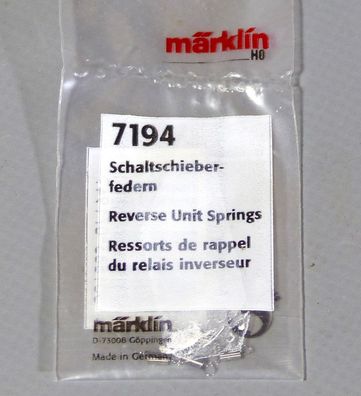 märklin
H0
7194
Schaltschieber-
federn
Reverse Unit Springs
Ressorts de rappel
du relais inverseur
märklin
D-73008 Göppingen
Made in Germany